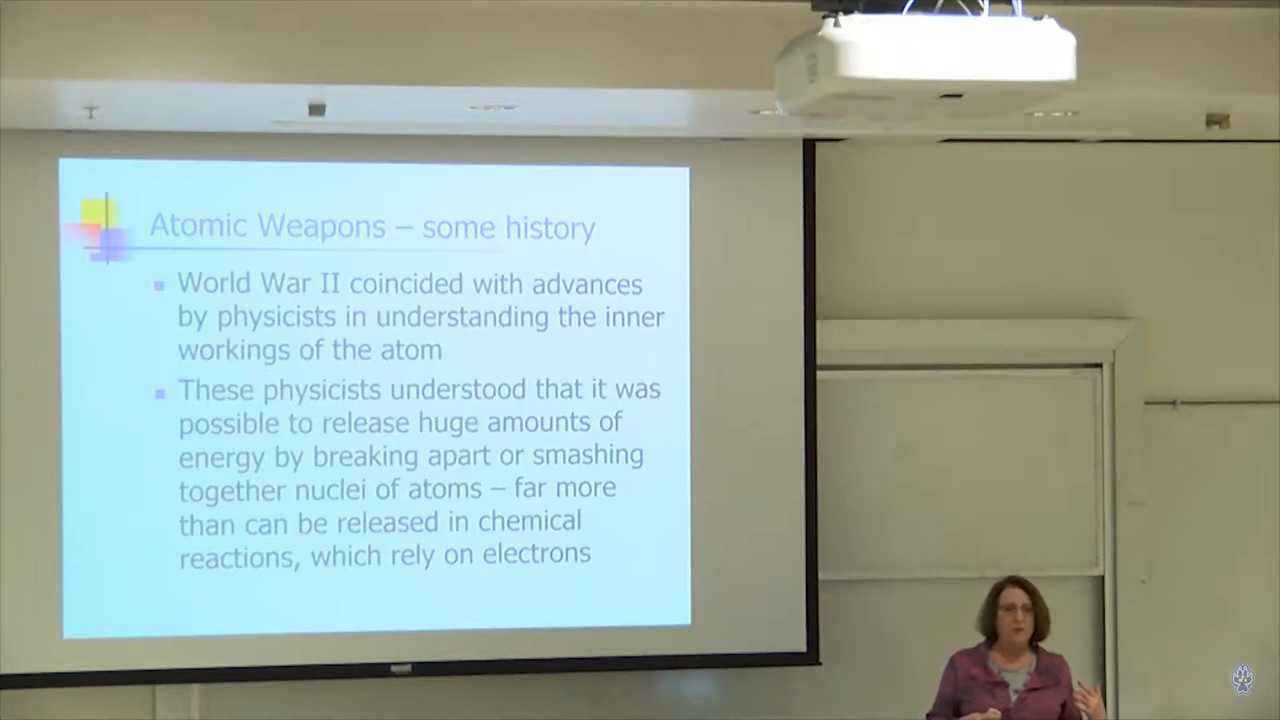 Atomic Weapons – some history
World War II coincided with advances
by physicists in understanding the inner
workings of the atom
These physicists understood that it was
possible to release huge amounts of
energy by breaking apart or smashing
together nuclei of atoms – far more
than can be released in chemical
reactions, which rely on electrons